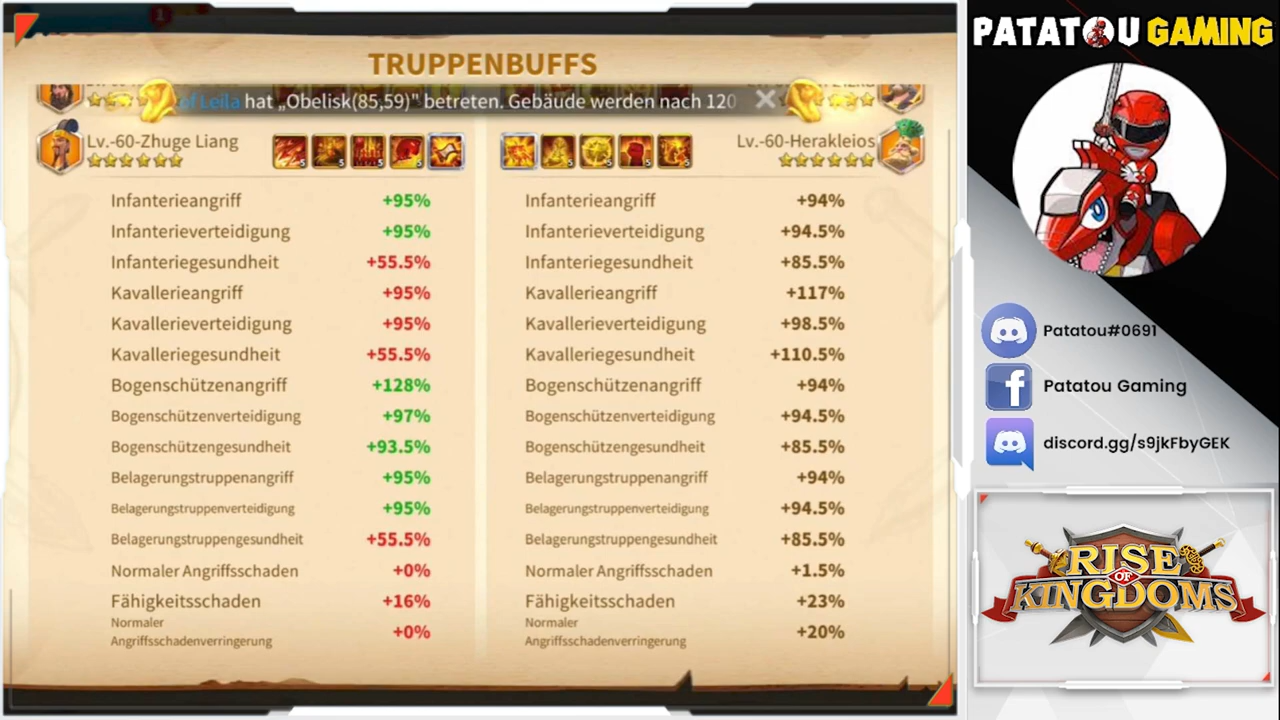 PATATOU GAMING
TRUPPENBUFFS
of Leila hat „Obelisk(85,59)" betreten. Gebäude werden nach 120
Lv.-60-Zhuge Liang
Lv.-60-Herakleios
Infanterieangriff +95% Infanterieangriff +94%
Infanterieverteidigung +95% Infanterieverteidigung +94.5%
Infanteriegesundheit +55.5% Infanteriegesundheit +85.5%
Kavallerieangriff +95% Kavallerieangriff +117%
Kavallerieverteidigung +95% Kavallerieverteidigung +98.5%
Kavalleriegesundheit +55.5% Kavalleriegesundheit +110.5%
Bogenschützenangriff +128% Bogenschützenangriff +94%
Bogenschützenverteidigung +97% Bogenschützenverteidigung +94.5%
Bogenschützengesundheit +93.5% Bogenschützengesundheit +85.5%
Belagerungstruppenangriff +95% Belagerungstruppenangriff +94%
Belagerungstruppenverteidigung +95% Belagerungstruppenverteidigung +94.5%
Belagerungstruppengesundheit +55.5% Belagerungstruppengesundheit +85.5%
Normaler Angriffsschaden +0% Normaler Angriffsschaden +1.5%
Fähigkeitsschaden +16% Fähigkeitsschaden +23%
Normaler
Angriffsschadenverringerung +0%
Normaler
Angriffsschadenverringerung +20%
Patatou#0691
Patatou Gaming
discord.gg/s9jkFbyGEK
RISE
OF
KINGDOMS